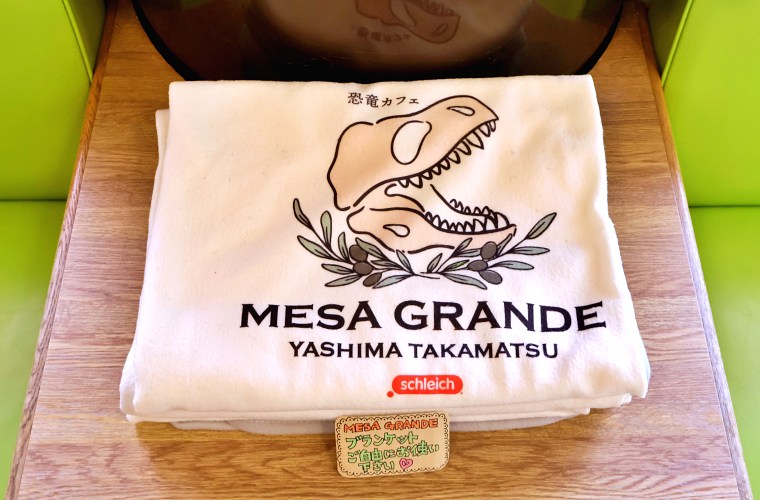 恐竜カフェ
MESA GRANDE
YASHIMA TAKAMATSU
schleich
MESA GRANDE
ブランケット
ご自由にお使い
下さい♡